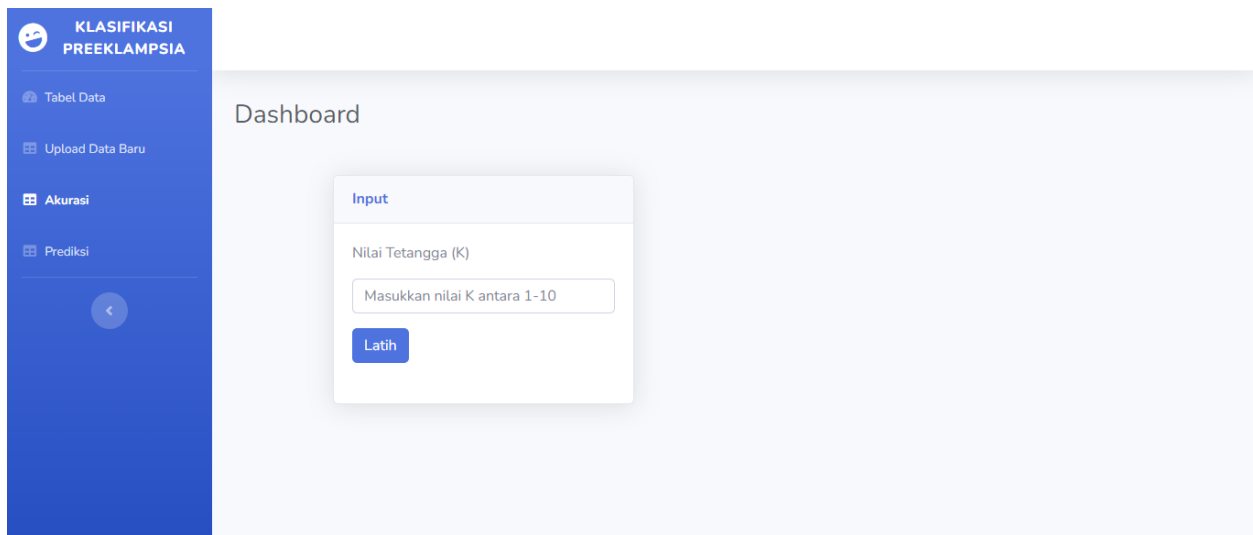 KLASIFIKASI
PREEKLAMPSIA
Tabel Data
Upload Data Baru
Akurasi
Prediksi
Dashboard
Input
Nilai Tetangga (K)
Masukkan nilai K antara 1-10
Latih